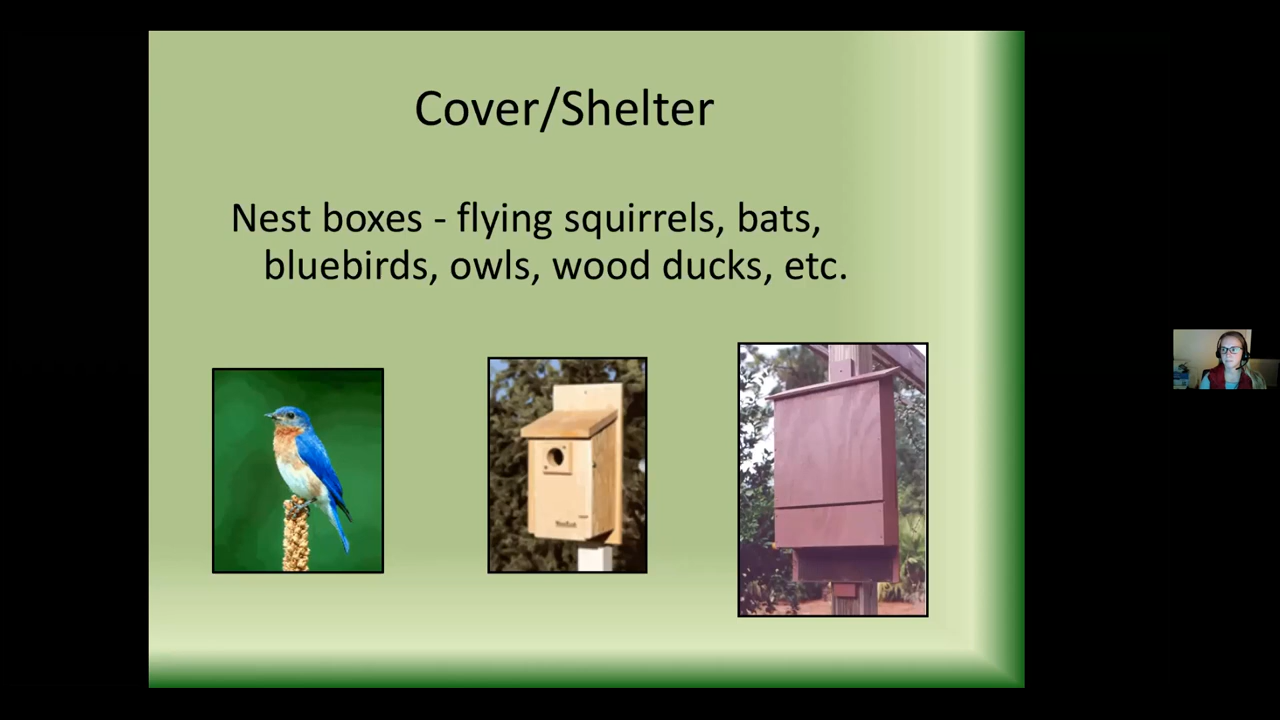 Cover/Shelter
Nest boxes - flying squirrels, bats,
bluebirds, owls, wood ducks, etc.